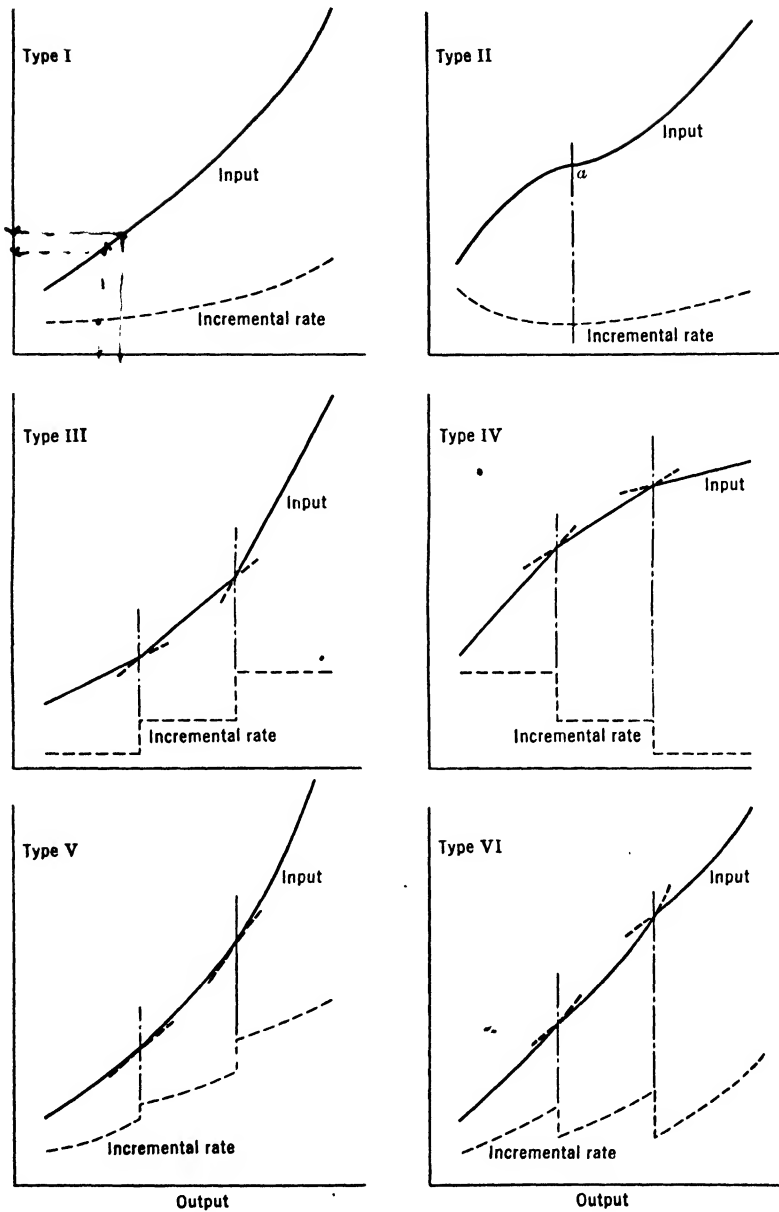 Type I
Input
Incremental rate
Type II
Input
a
Incremental rate
Type III
Input
Incremental rate
Type IV
Input
Incremental rate
Type V
Input
Incremental rate
Output
Type VI
Input
Incremental rate
Output